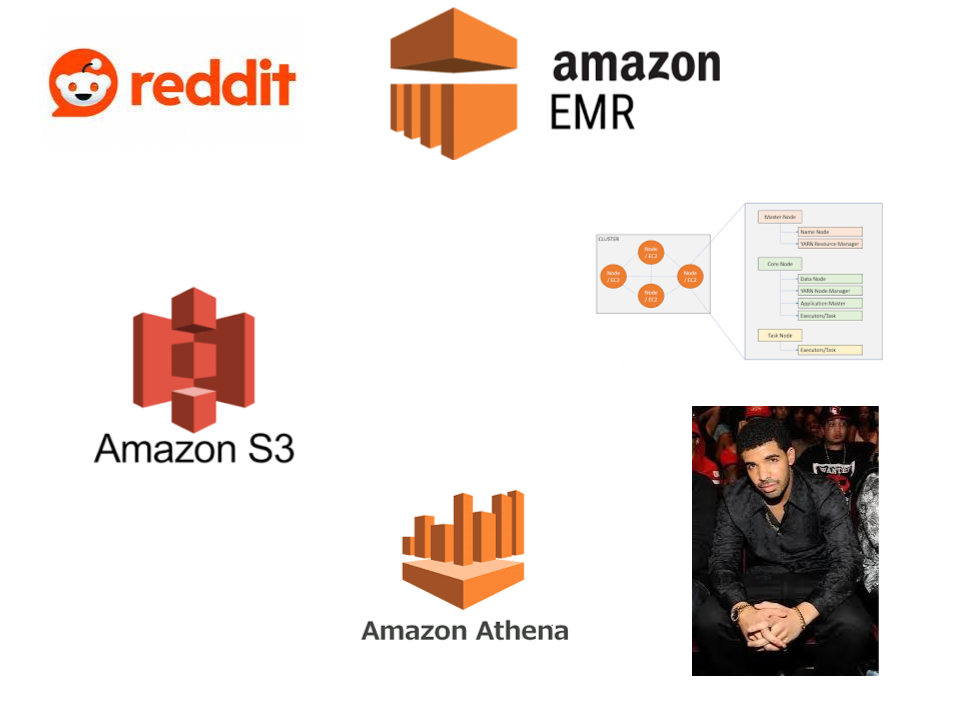 reddit
amazon
EMR
CLUSTER
Node
/ EC2
Node
/ EC2
Node
/ EC2
Node
/ EC2
Master Node
Name Node
YARN Resource Manager
Core Node
Data Node
YARN Node Manager
Application Master
Executors/Task
Task Node
Executors/Task
Amazon S3
WANTED
Amazon Athena